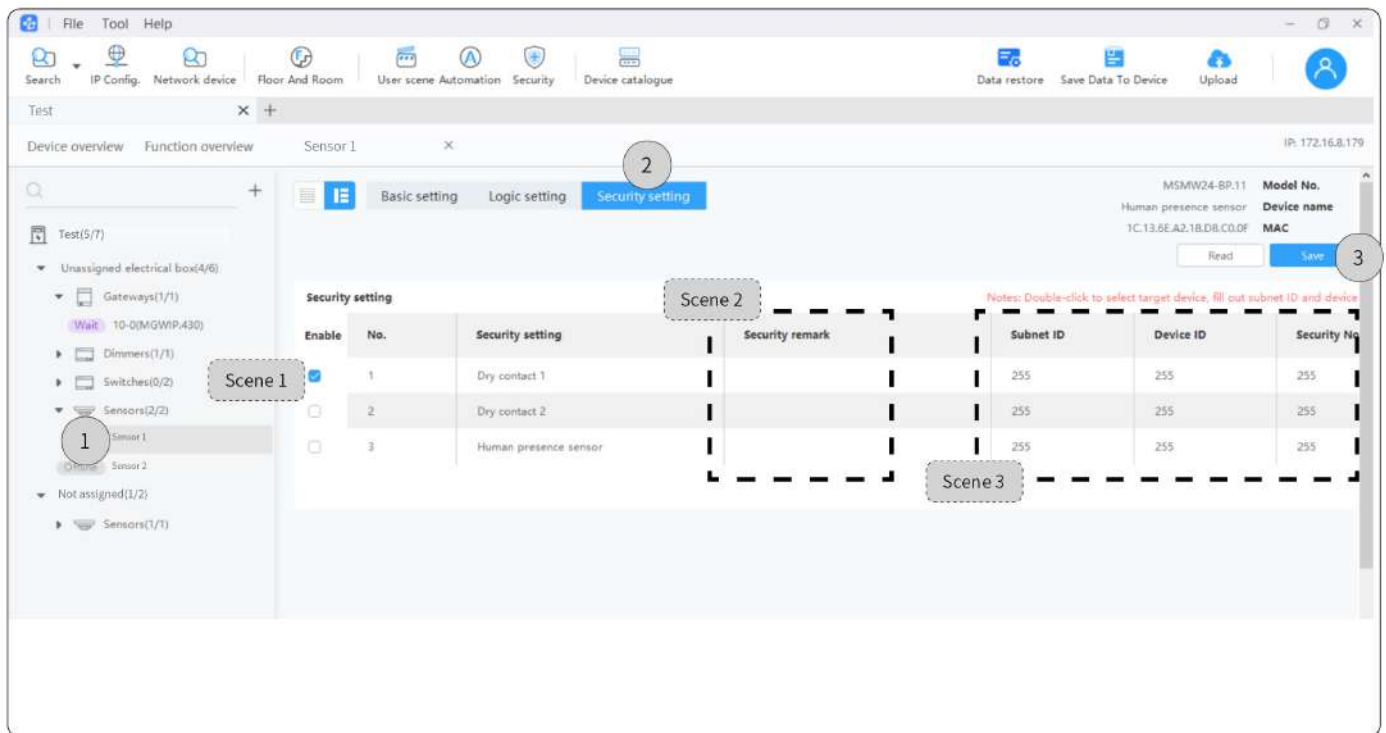 File Tool Help
Search IP Config. Network device Floor And Room User scene Automation Security Device catalogue Data restore Save Data To Device Upload
Test
Device overview Function overview Sensor 1 IP: 172.16.8.179
2
Basic setting Logic setting Security setting
MSMW24-BP.11 Model No.
Human presence sensor Device name
1C.13.6E.A2.18.D8.C0.0F MAC
Read Save 3
Test(5/7)
Unassigned electrical box(4/6)
Gateways(1/1)
Wait 10-0(MGWIP.430)
Dimmers(1/1)
Switches(0/2)
Sensors(2/2)
1 Sensor 1
Sensor 2
Not assigned(1/2)
Sensors(1/1)
Security setting Scene 2 Notes: Double-click to select target device, fill out subnet ID and device
Enable No. Security setting Security remark Subnet ID Device ID Security No
Scene 1 1 Dry contact 1 255 255 255
2 Dry contact 2 255 255 255
3 Human presence sensor 255 255 255
Scene 3